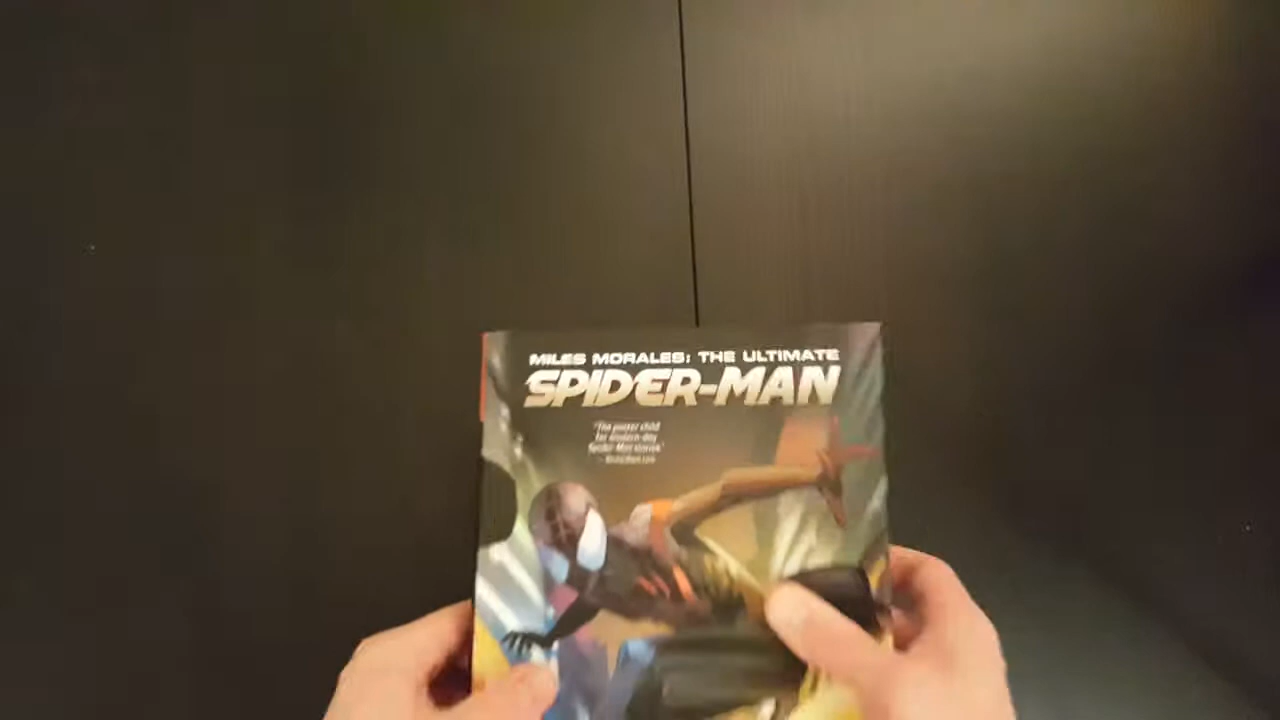 MILES MORALES: THE ULTIMATE
SPIDER-MAN
"The poster child
for modern-day
Spider-Man stories"